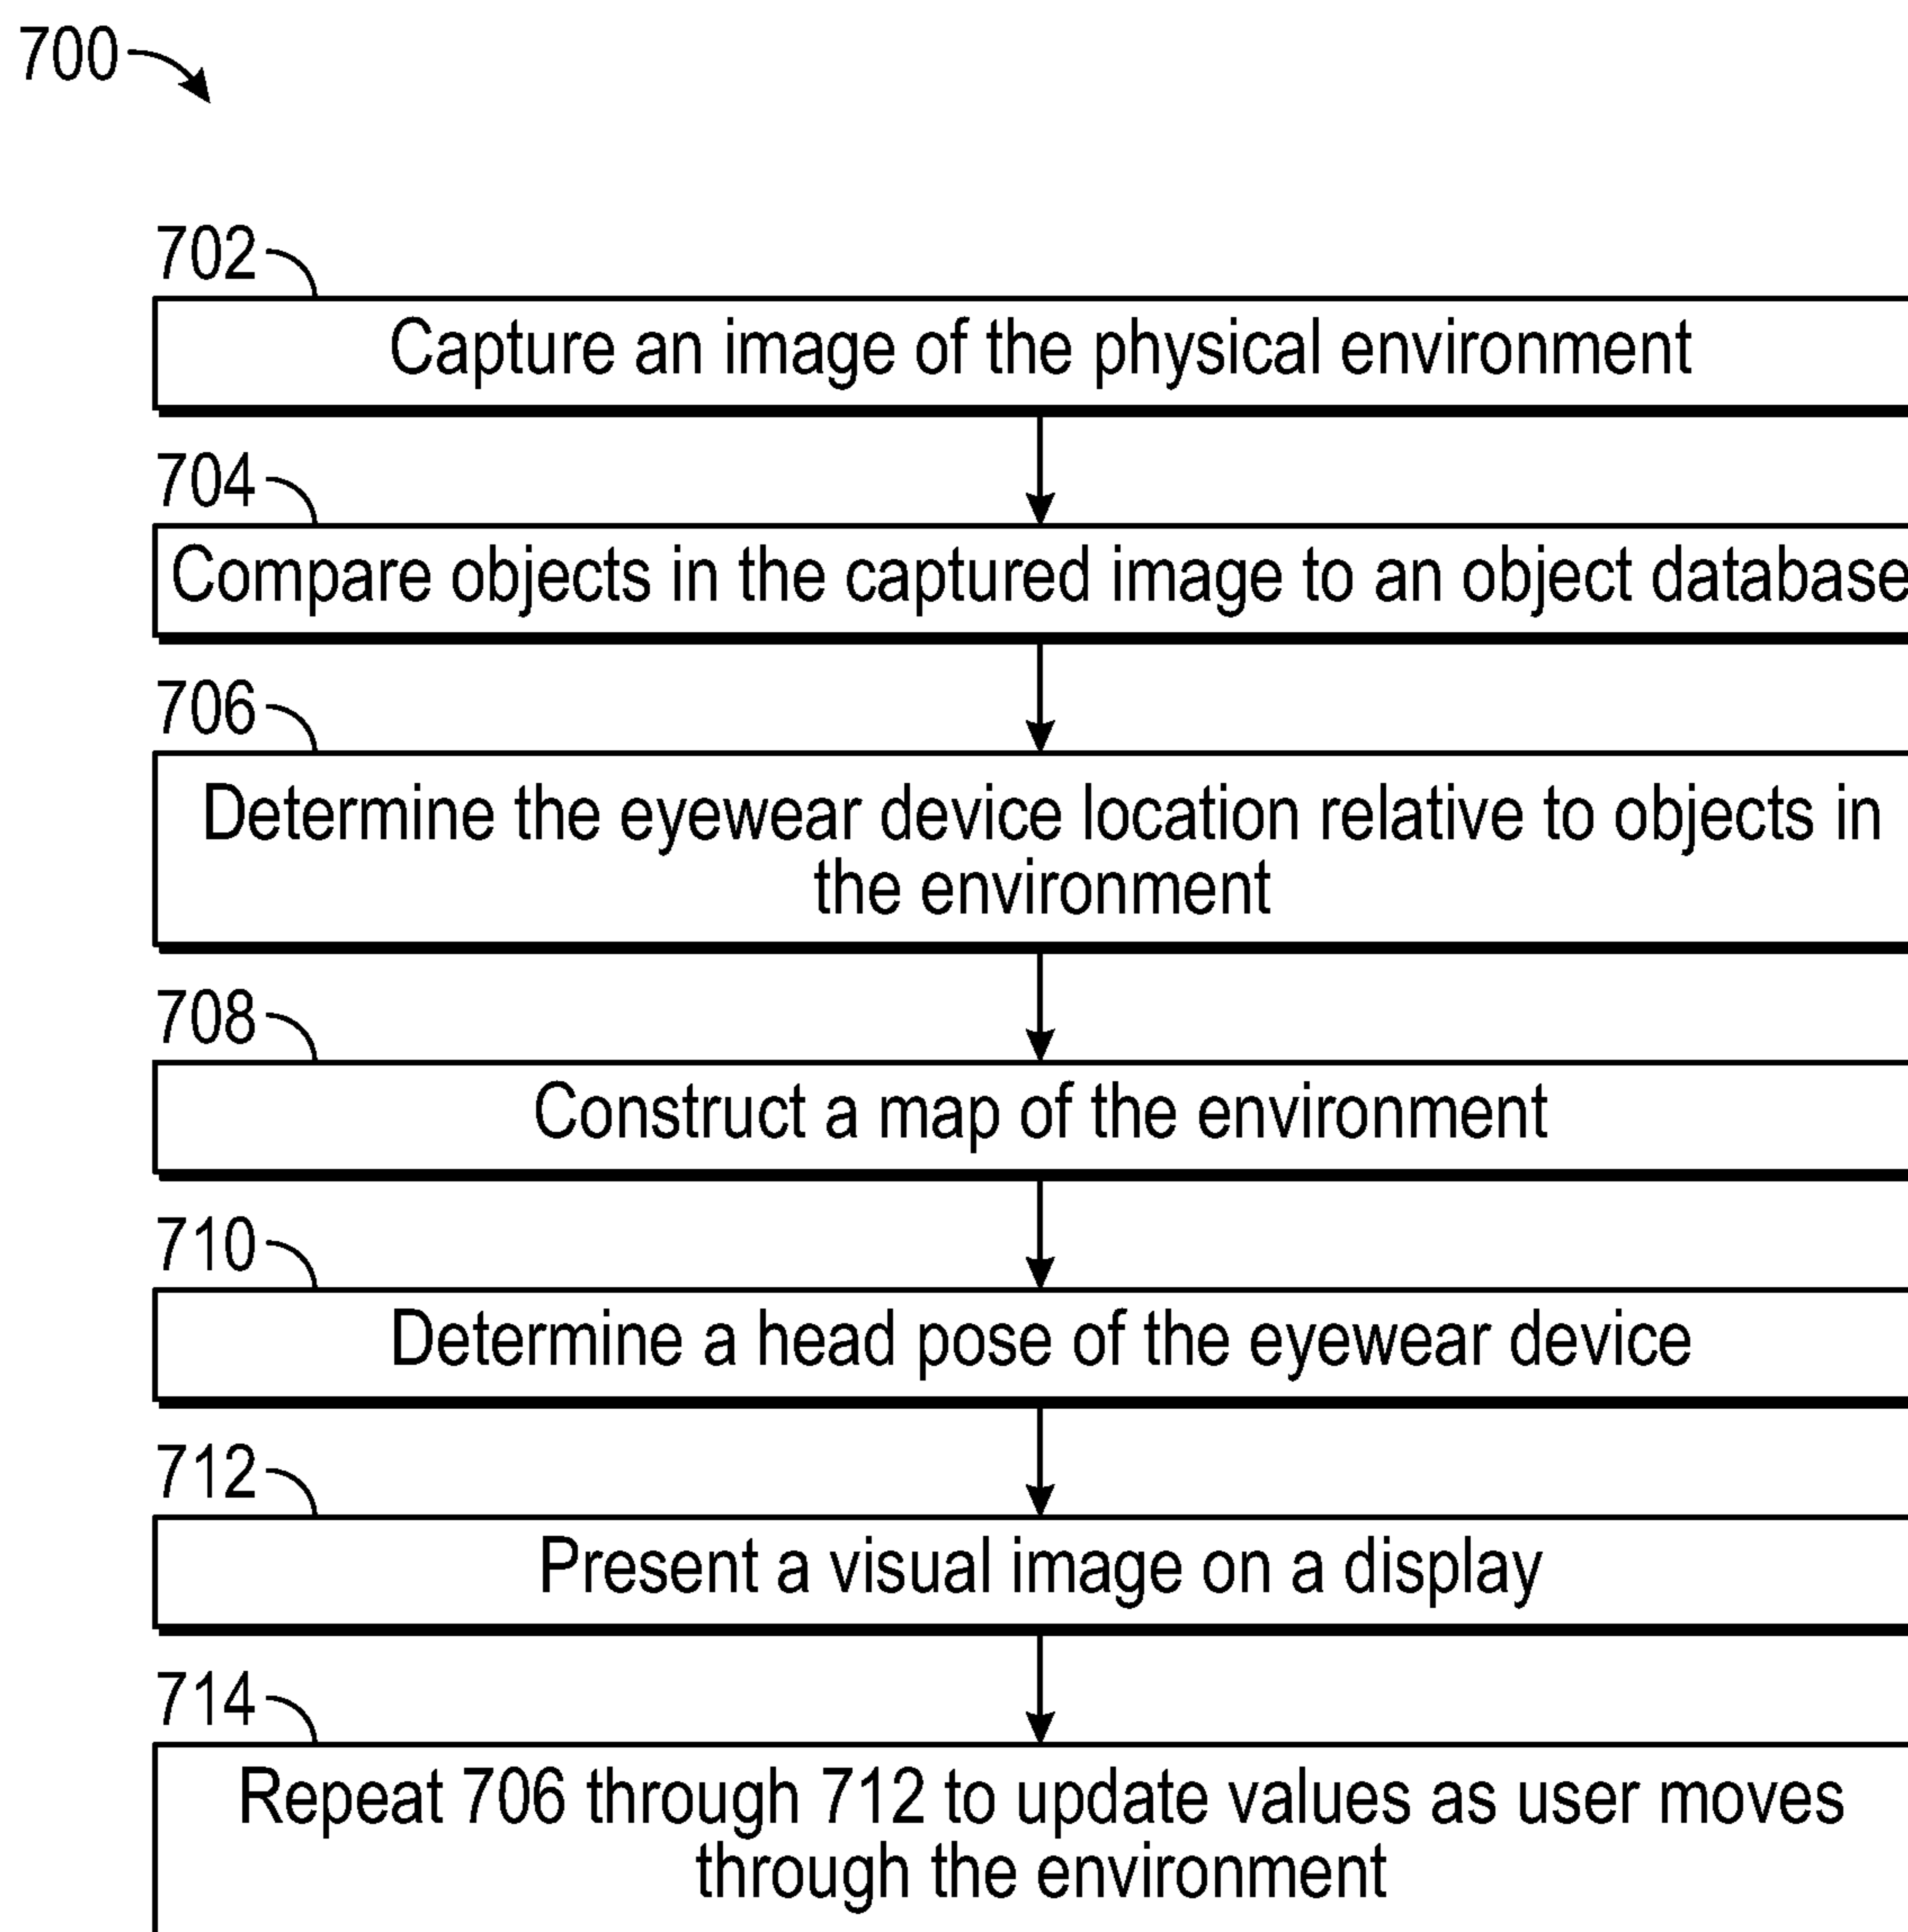 700
702
Capture an image of the physical environment
704
Compare objects in the captured image to an object database
706
Determine the eyewear device location relative to objects in
the environment
708
Construct a map of the environment
710
Determine a head pose of the eyewear device
712
Present a visual image on a display
714
Repeat 706 through 712 to update values as user moves
through the environment